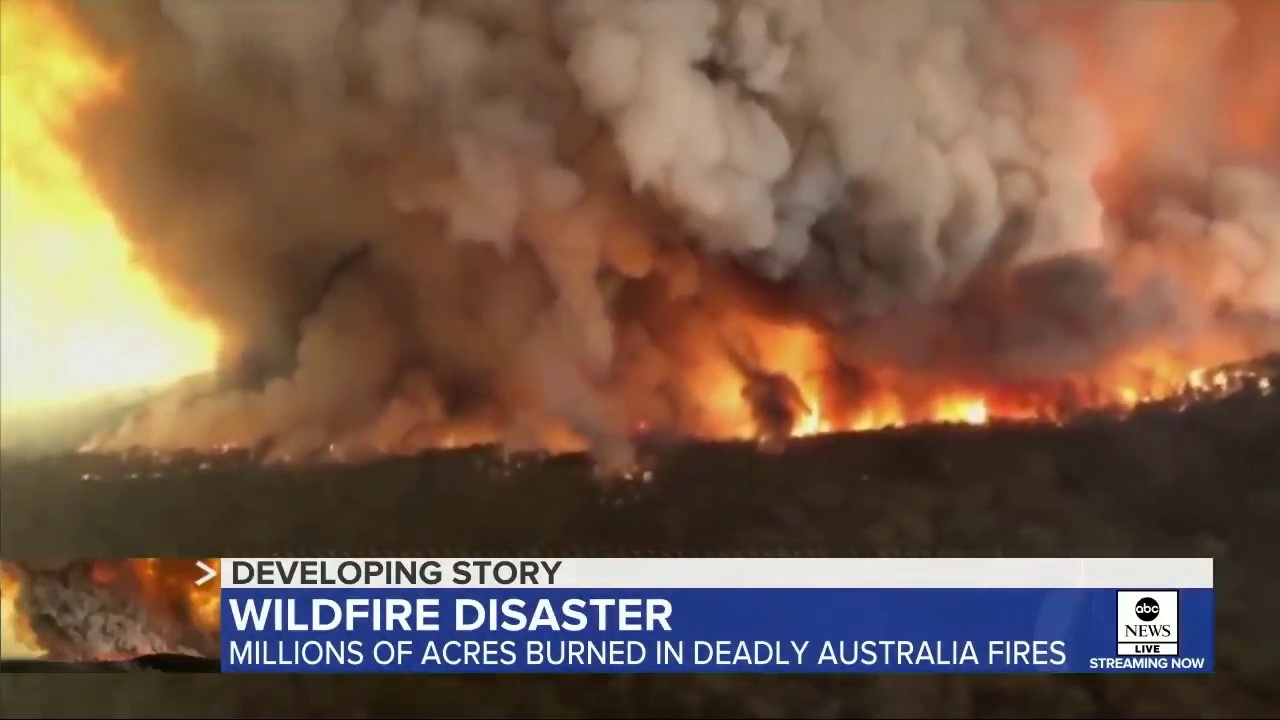 > DEVELOPING STORY
WILDFIRE DISASTER
MILLIONS OF ACRES BURNED IN DEADLY AUSTRALIA FIRES
abc
NEWS
LIVE
STREAMING NOW